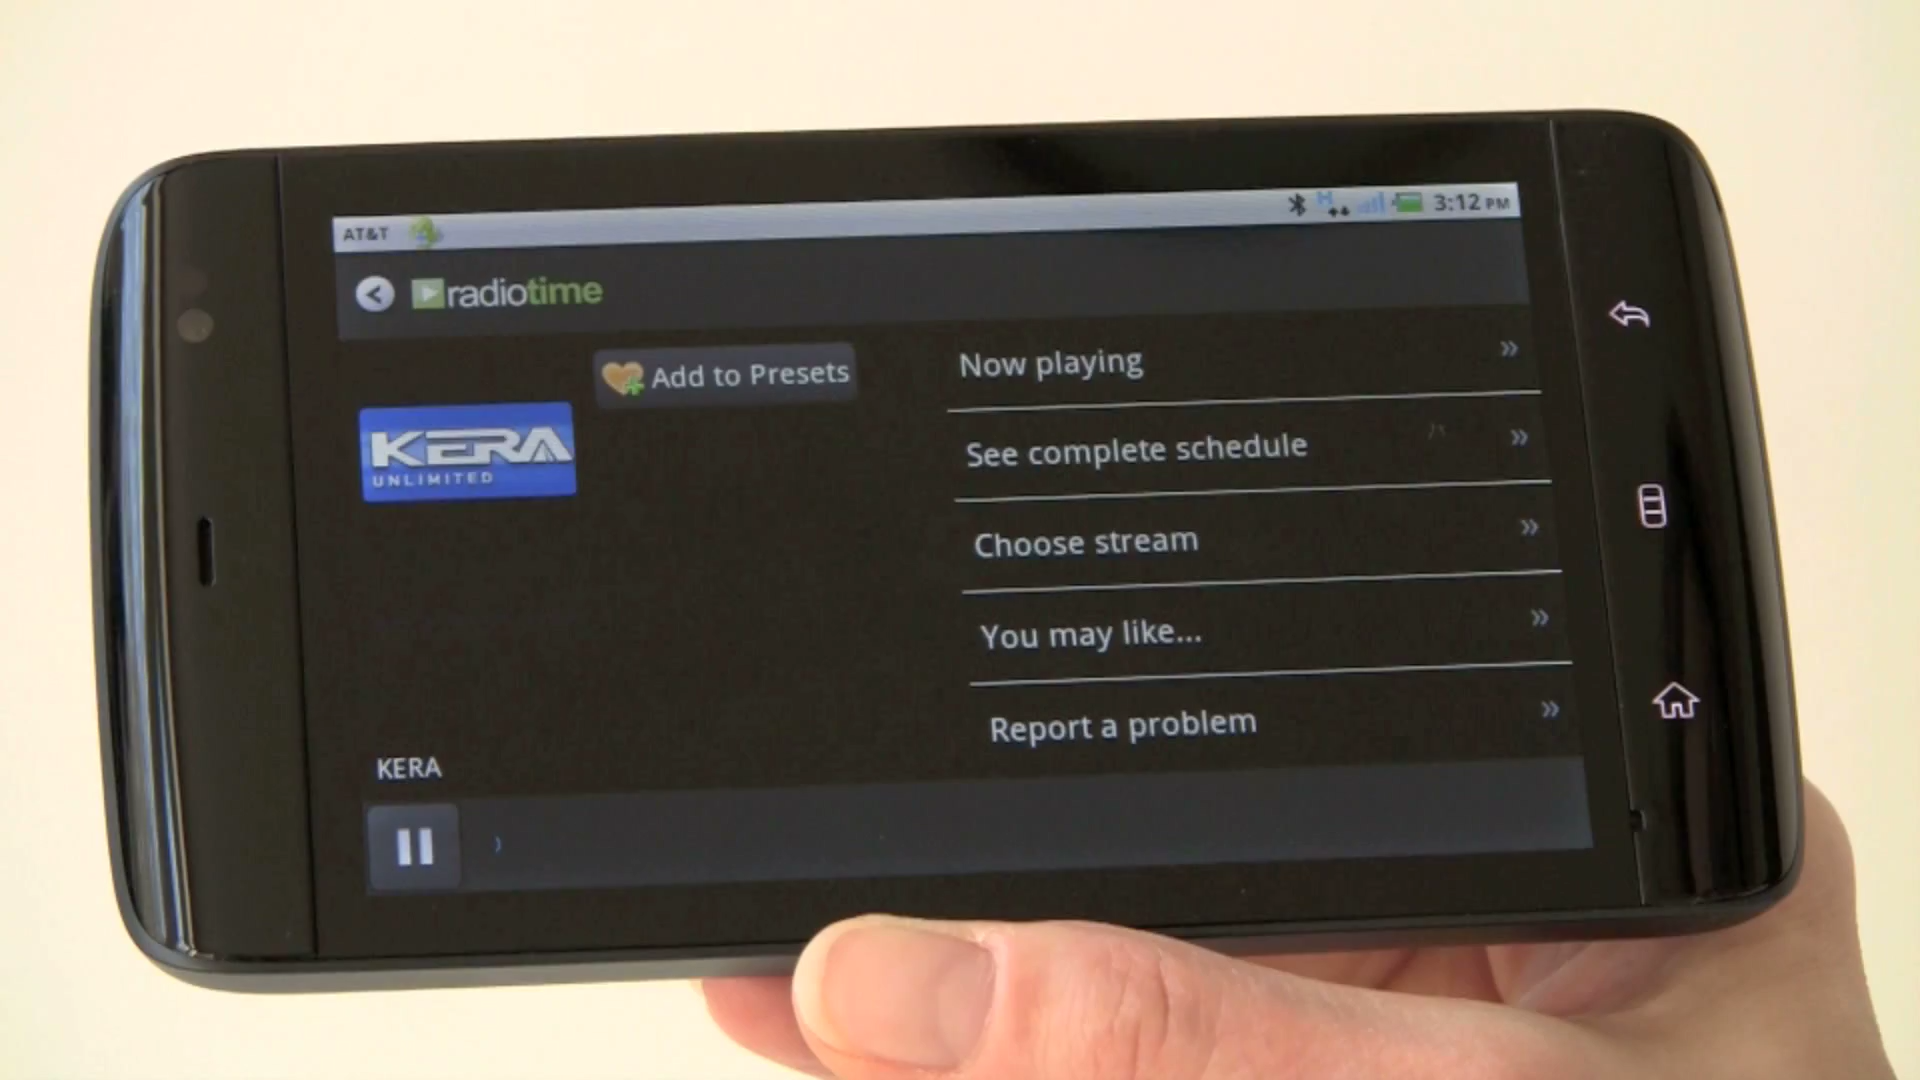 AT&T
H
3:12 PM
radiotime
Add to Presets
KERA
UNLIMITED
Now playing
See complete schedule
Choose stream
You may like...
Report a problem
KERA